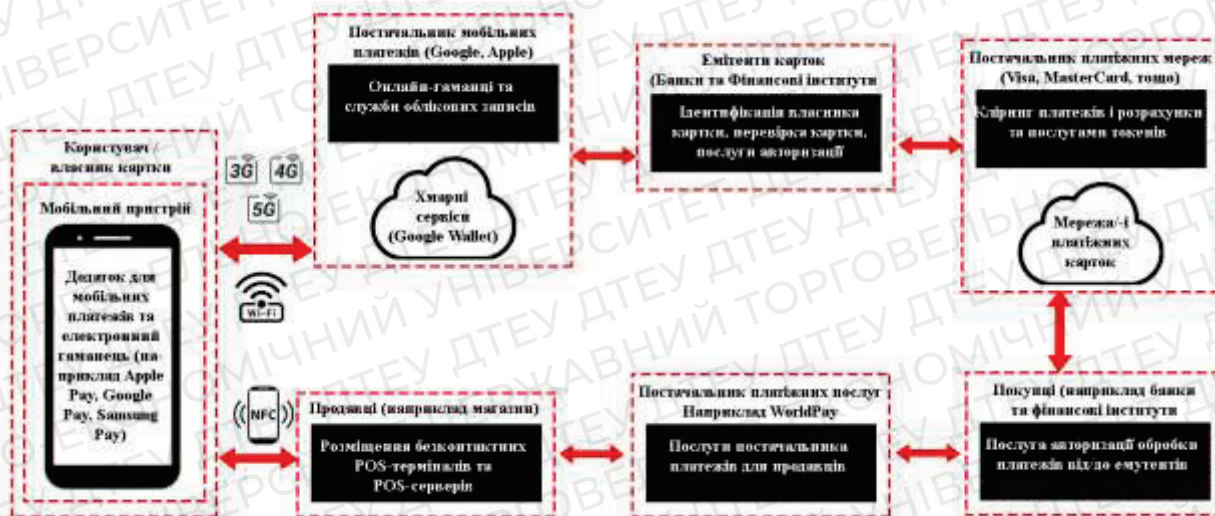 Користувач /
власник картки
Мобільний пристрій
Додаток для
мобільних
платежів та
електронний
гаманець (на-
приклад Apple
Pay, Google
Pay, Samsung
Pay)
3G 4G
5G
Wi-Fi
NFC
Постачальник мобільних
платежів (Google, Apple)
Онлайн-гаманці та
служби облікових записів
Хмарні
сервіси
(Google Wallet)
Емітенти карток
(Банки та Фінансові інститути
Ідентифікація власника
картки, перевірка картки,
послуги авторизації
Постачальник платіжних мереж
(Visa, MasterCard, тощо)
Кліринг платежів і розрахунки
та послугами токенів
Мережа/-і
платіжних
карток
Продавці (наприклад магазин)
Розміщення безконтактних
POS-терміналів та
POS-серверів
Постачальник платіжних послуг
Наприклад WorldPay
Послуги постачальника
платежів для продавців
Покупці (наприклад банки
та фінансові інститути
Послуга авторизації обробки
платежів від/до емутентів